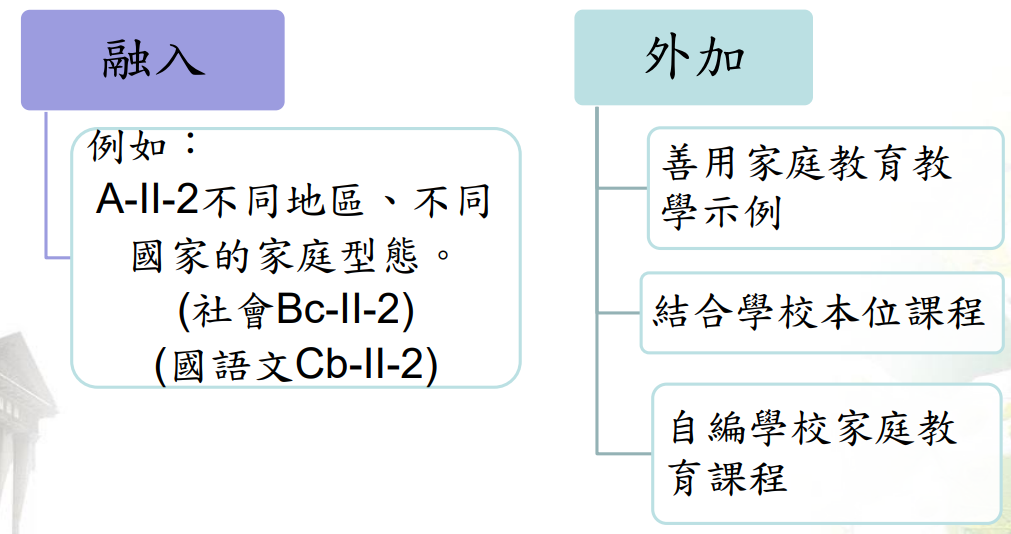 融入
例如：
A-II-2不同地區、不同
國家的家庭型態。
(社會Bc-II-2)
(國語文Cb-II-2)
外加
善用家庭教育教
學示例
結合學校本位課程
自編學校家庭教
育課程